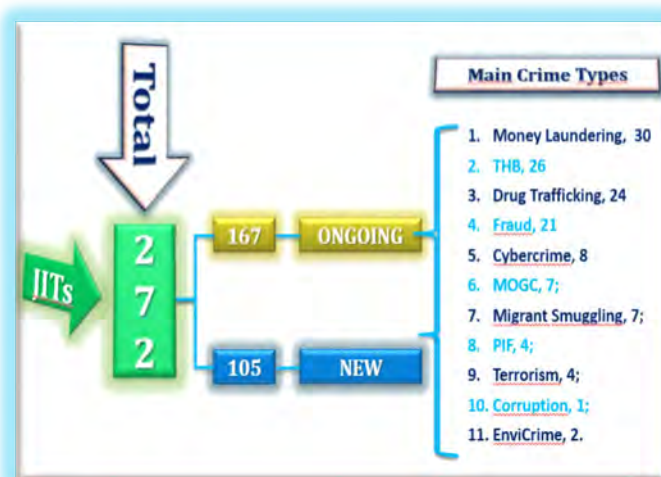 Total
Main Crime Types
JITs
2
7
2
167
ONGOING
105
NEW
1. Money Laundering, 30
2. THB, 26
3. Drug Trafficking, 24
4. Fraud, 21
5. Cybercrime, 8
6. MOGC, 7;
7. Migrant Smuggling, 7;
8. PIF, 4;
9. Terrorism, 4;
10. Corruption, 1;
11. EnviCrime, 2.